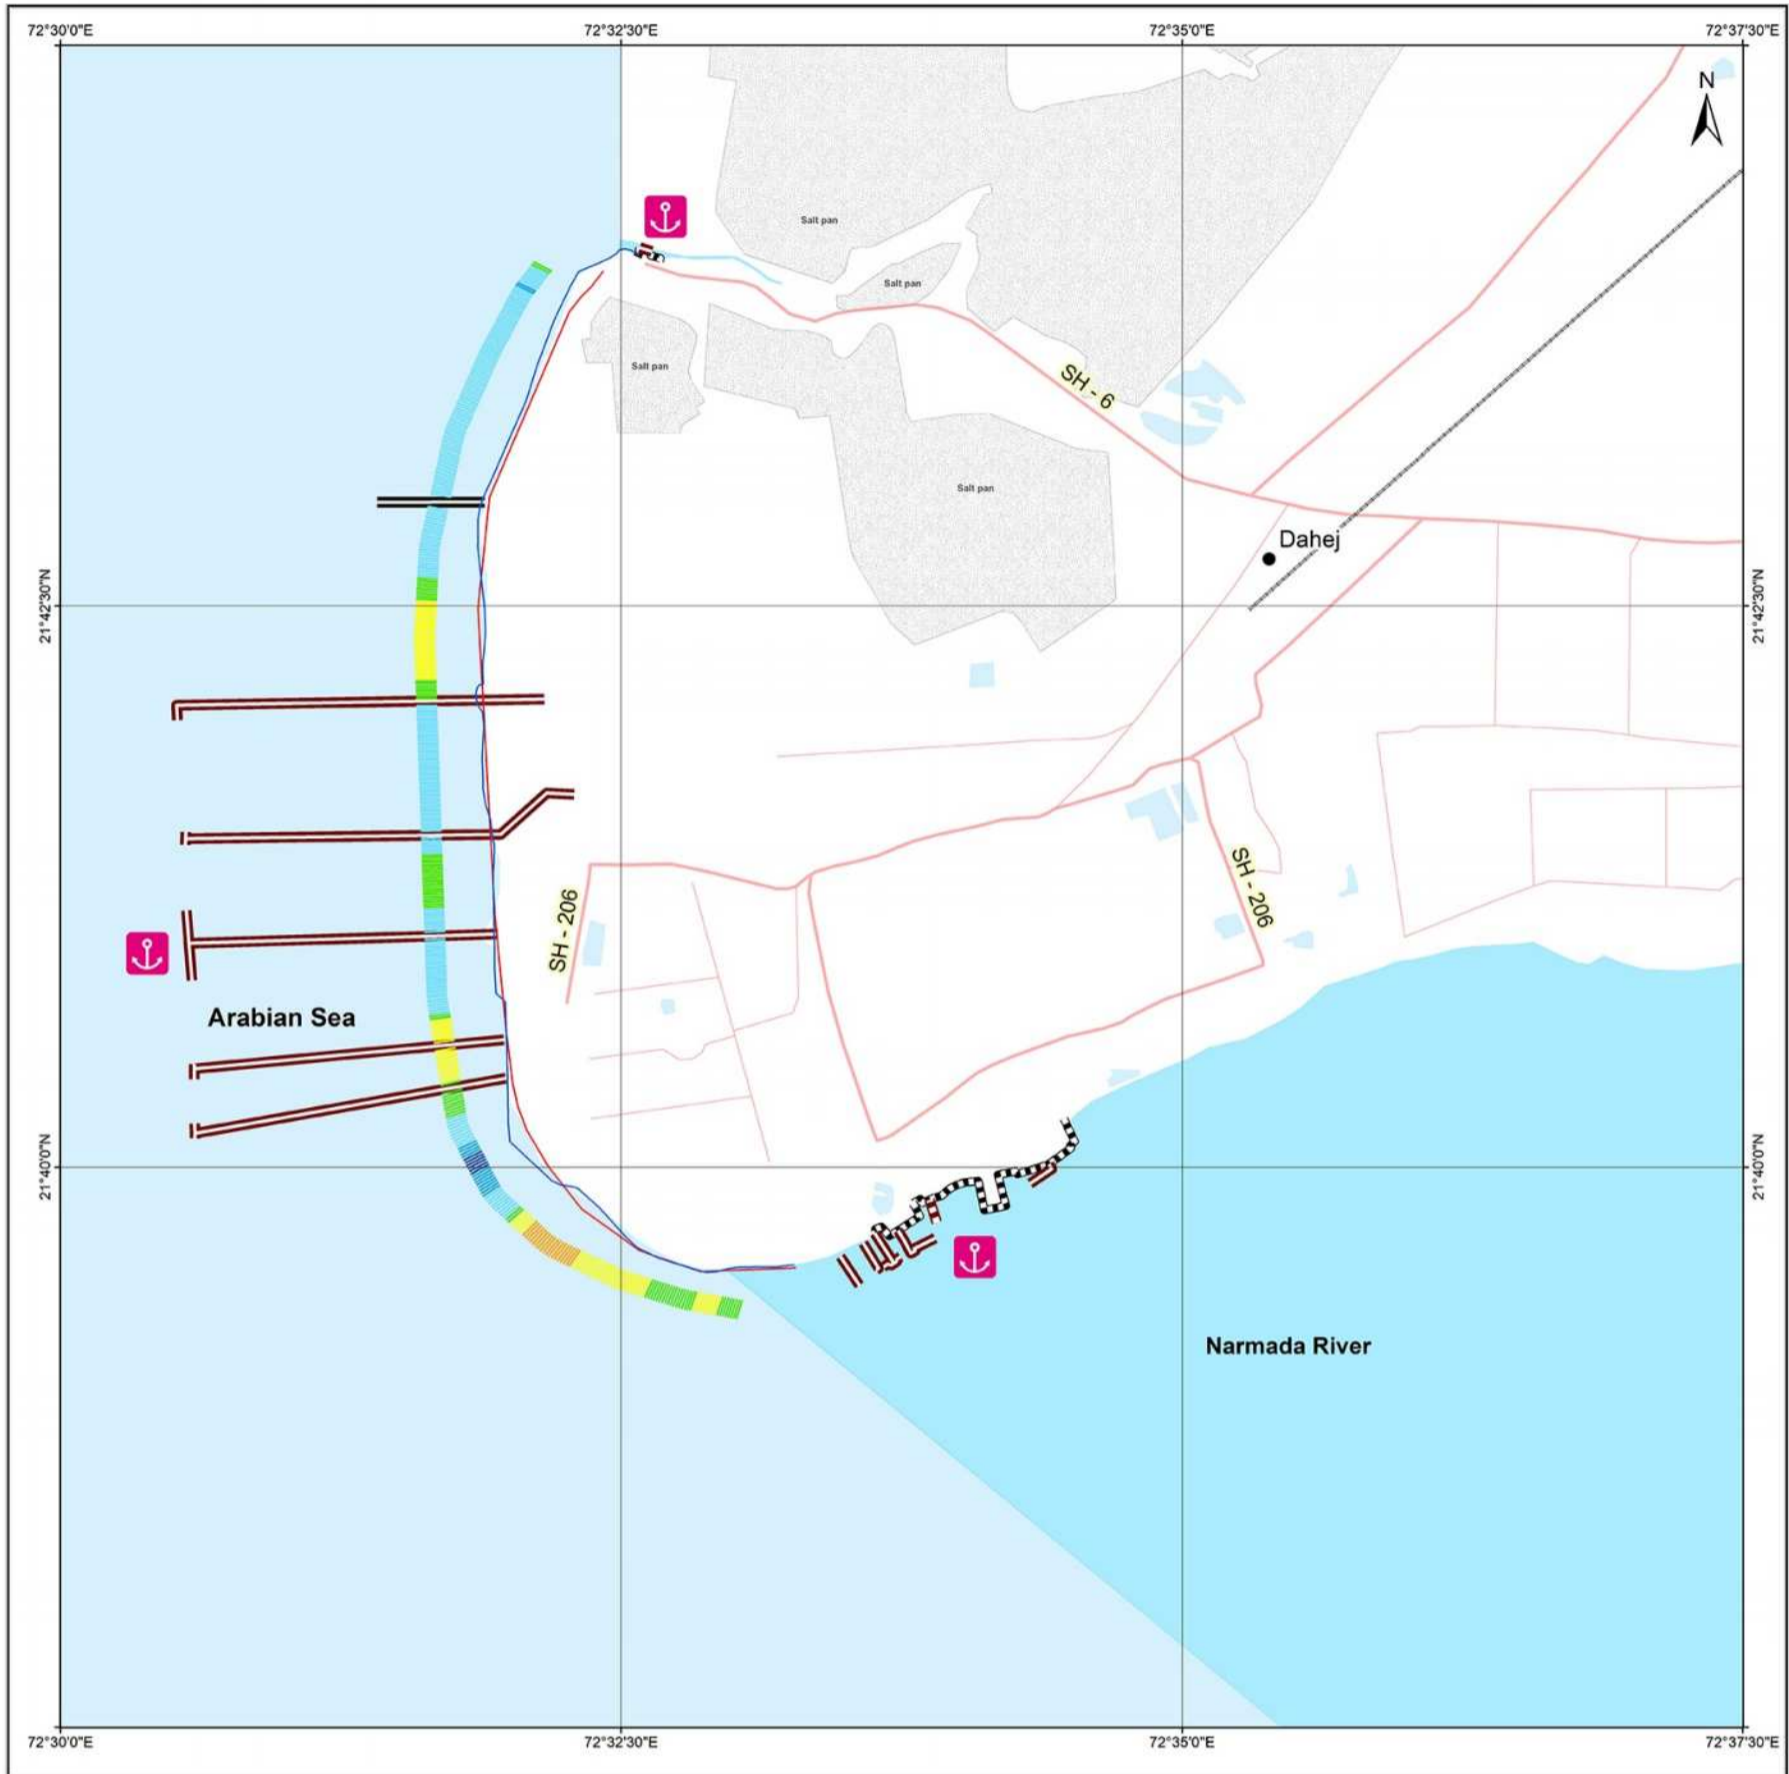 72°30'0"E
72°32'30"E
72°35'0"E
72°37'30"E
N
Salt pan
Salt pan
Salt pan
SH - 6
Salt pan
Dahej
21°42'30"N
21°42'30"N
SH - 206
SH - 206
Arabian Sea
21°40'0"N
21°40'0"N
Narmada River
72°30'0"E
72°32'30"E
72°35'0"E
72°37'30"E